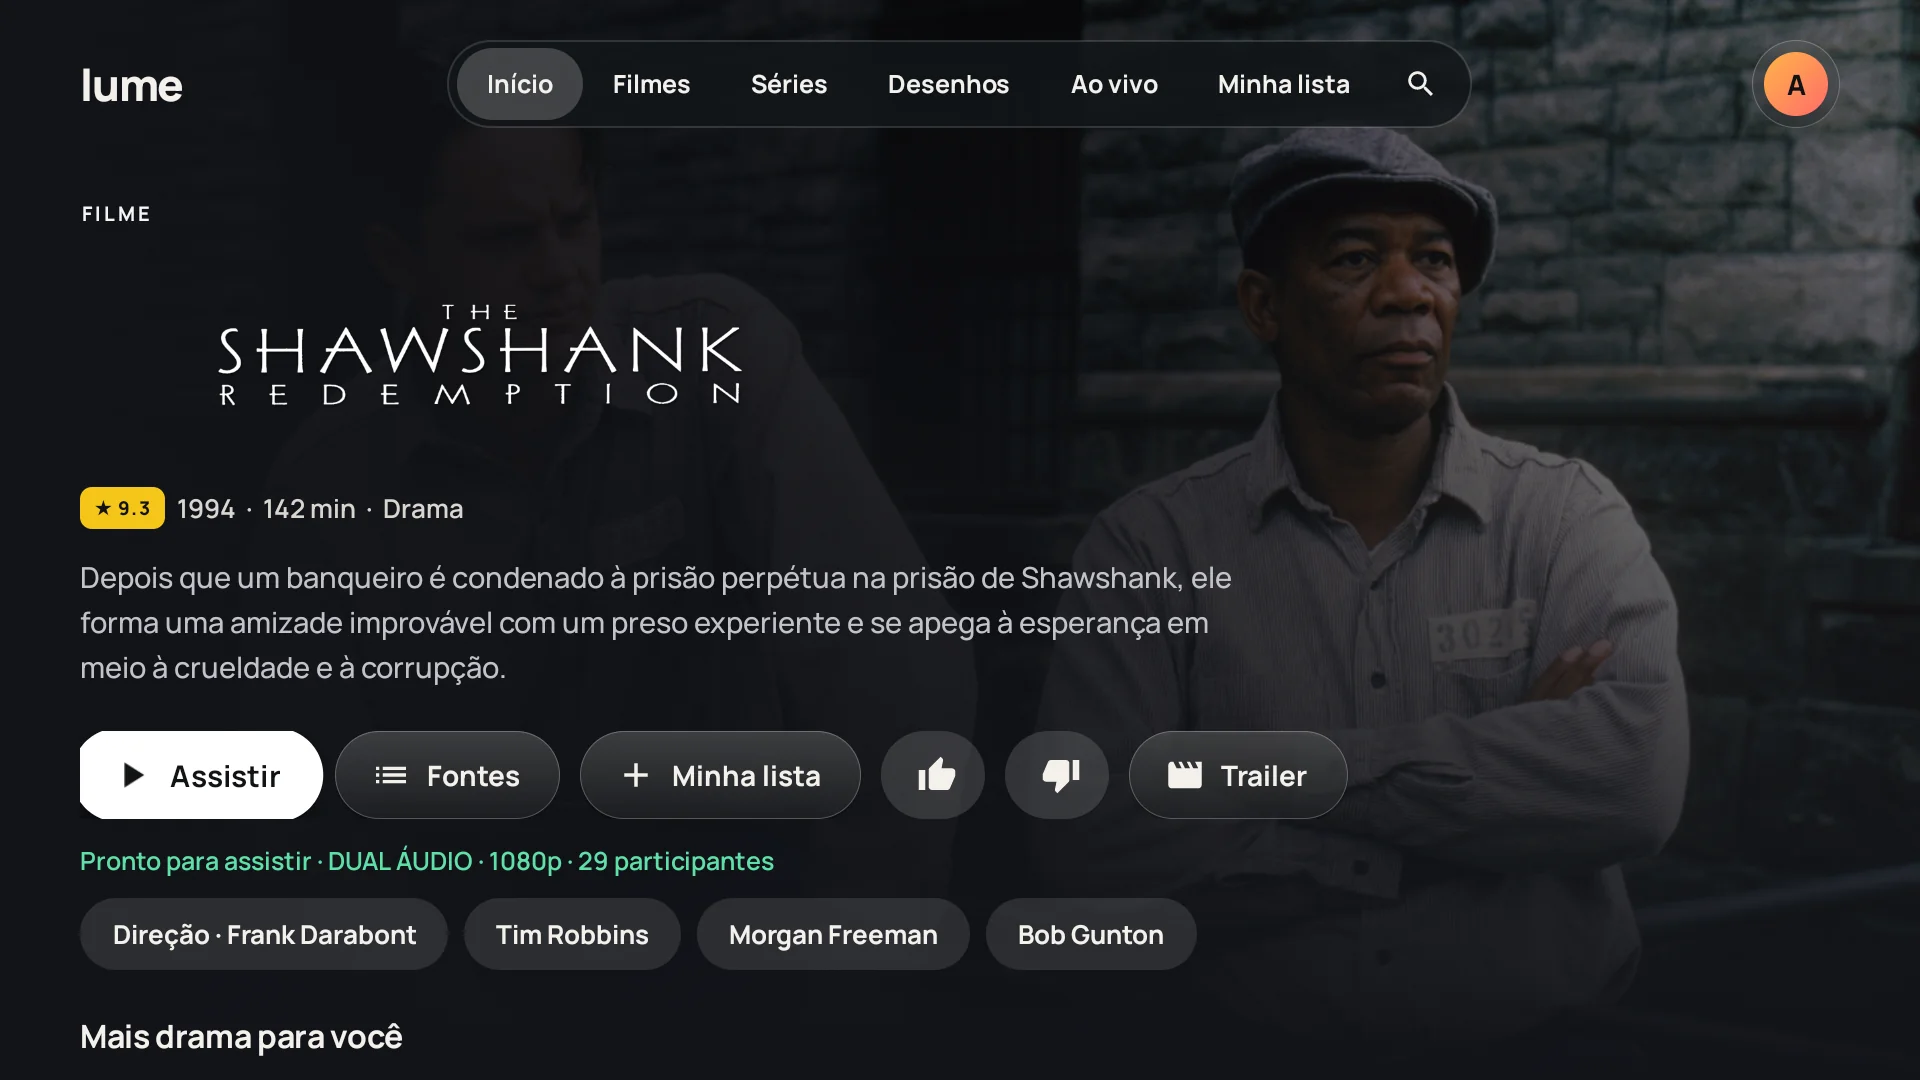 lume
Início Filmes Séries Desenhos Ao vivo Minha lista
A
FILME
THE
SHAWSHANK
REDEMPTION
★ 9.3 1994 · 142 min · Drama
Depois que um banqueiro é condenado à prisão perpétua na prisão de Shawshank, ele
forma uma amizade improvável com um preso experiente e se apega à esperança em
meio à crueldade e à corrupção.
Assistir Fontes Minha lista Trailer
Pronto para assistir · DUAL ÁUDIO · 1080p · 29 participantes
Direção · Frank Darabont Tim Robbins Morgan Freeman Bob Gunton
Mais drama para você